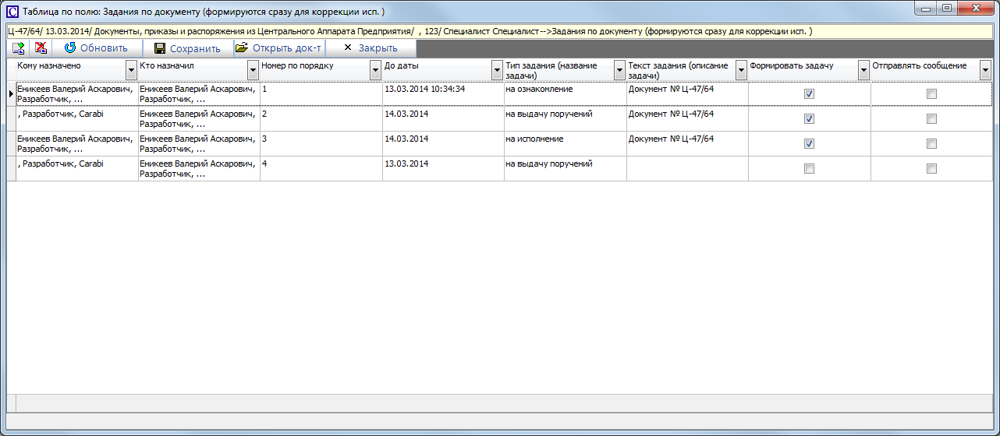 Таблица по полю: Задания по документу (формируются сразу для коррекции исп. )
Ц-47/64/ 13.03.2014/ Документы, приказы и распоряжения из Центрального Аппарата Предприятия/ , 123/ Специалист Специалист-->Задания по документу (формируются сразу для коррекции исп. )
Обновить Сохранить Открыть док-т Закрыть
Кому назначено Кто назначил Номер по порядку До даты Тип задания (название Текст задания (описание Формировать задачу Отправлять сообщение
задачи) задачи)
Еникеев Валерий Аскарович, Еникеев Валерий Аскарович, 1 13.03.2014 10:34:34 на ознакомление Документ № Ц-47/64
Разработчик, ... Разработчик, ...
, Разработчик, Carabi Еникеев Валерий Аскарович, 2 14.03.2014 на выдачу поручений Документ № Ц-47/64
Разработчик, ...
Еникеев Валерий Аскарович, Еникеев Валерий Аскарович, 3 14.03.2014 на исполнение Документ № Ц-47/64
Разработчик, ... Разработчик, ...
, Разработчик, Carabi Еникеев Валерий Аскарович, 4 13.03.2014 на выдачу поручений
Разработчик, ...